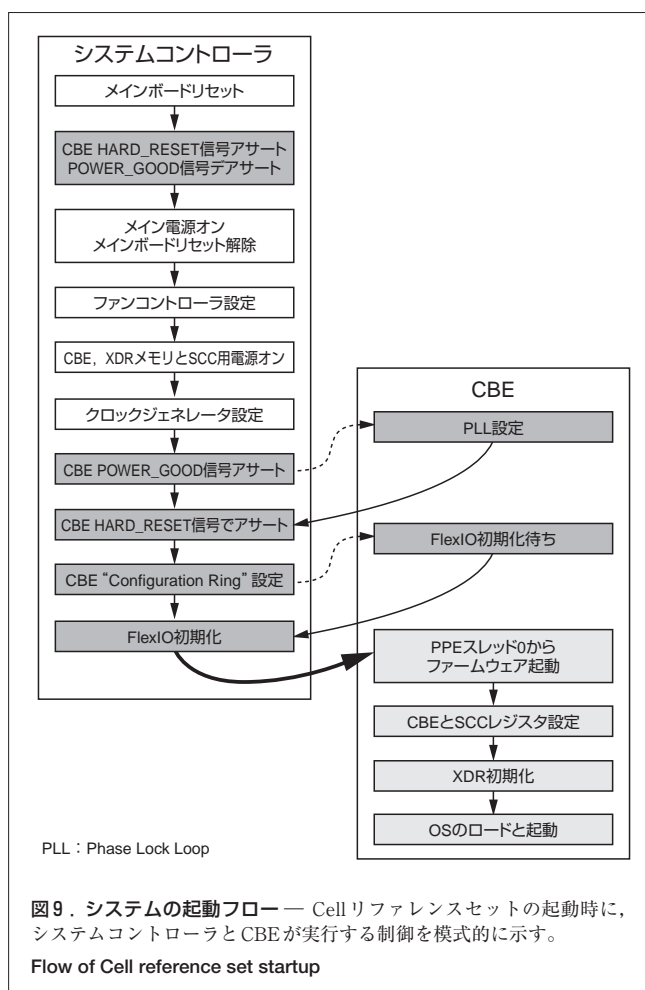 システムコントローラ
メインボードリセット
CBE HARD_RESET信号アサート
POWER_GOOD信号デアサート
メイン電源オン
メインボードリセット解除
ファンコントローラ設定
CBE，XDRメモリとSCC用電源オン
クロックジェネレータ設定
CBE POWER_GOOD信号アサート
CBE HARD_RESET信号でアサート
CBE “Configuration Ring” 設定
FlexIO初期化
CBE
PLL設定
FlexIO初期化待ち
PPEスレッド0から
ファームウェア起動
CBEとSCCレジスタ設定
XDR初期化
OSのロードと起動
PLL：Phase Lock Loop
図9．システムの起動フロー — Cellリファレンスセットの起動時に，
システムコントローラとCBEが実行する制御を模式的に示す。
Flow of Cell reference set startup